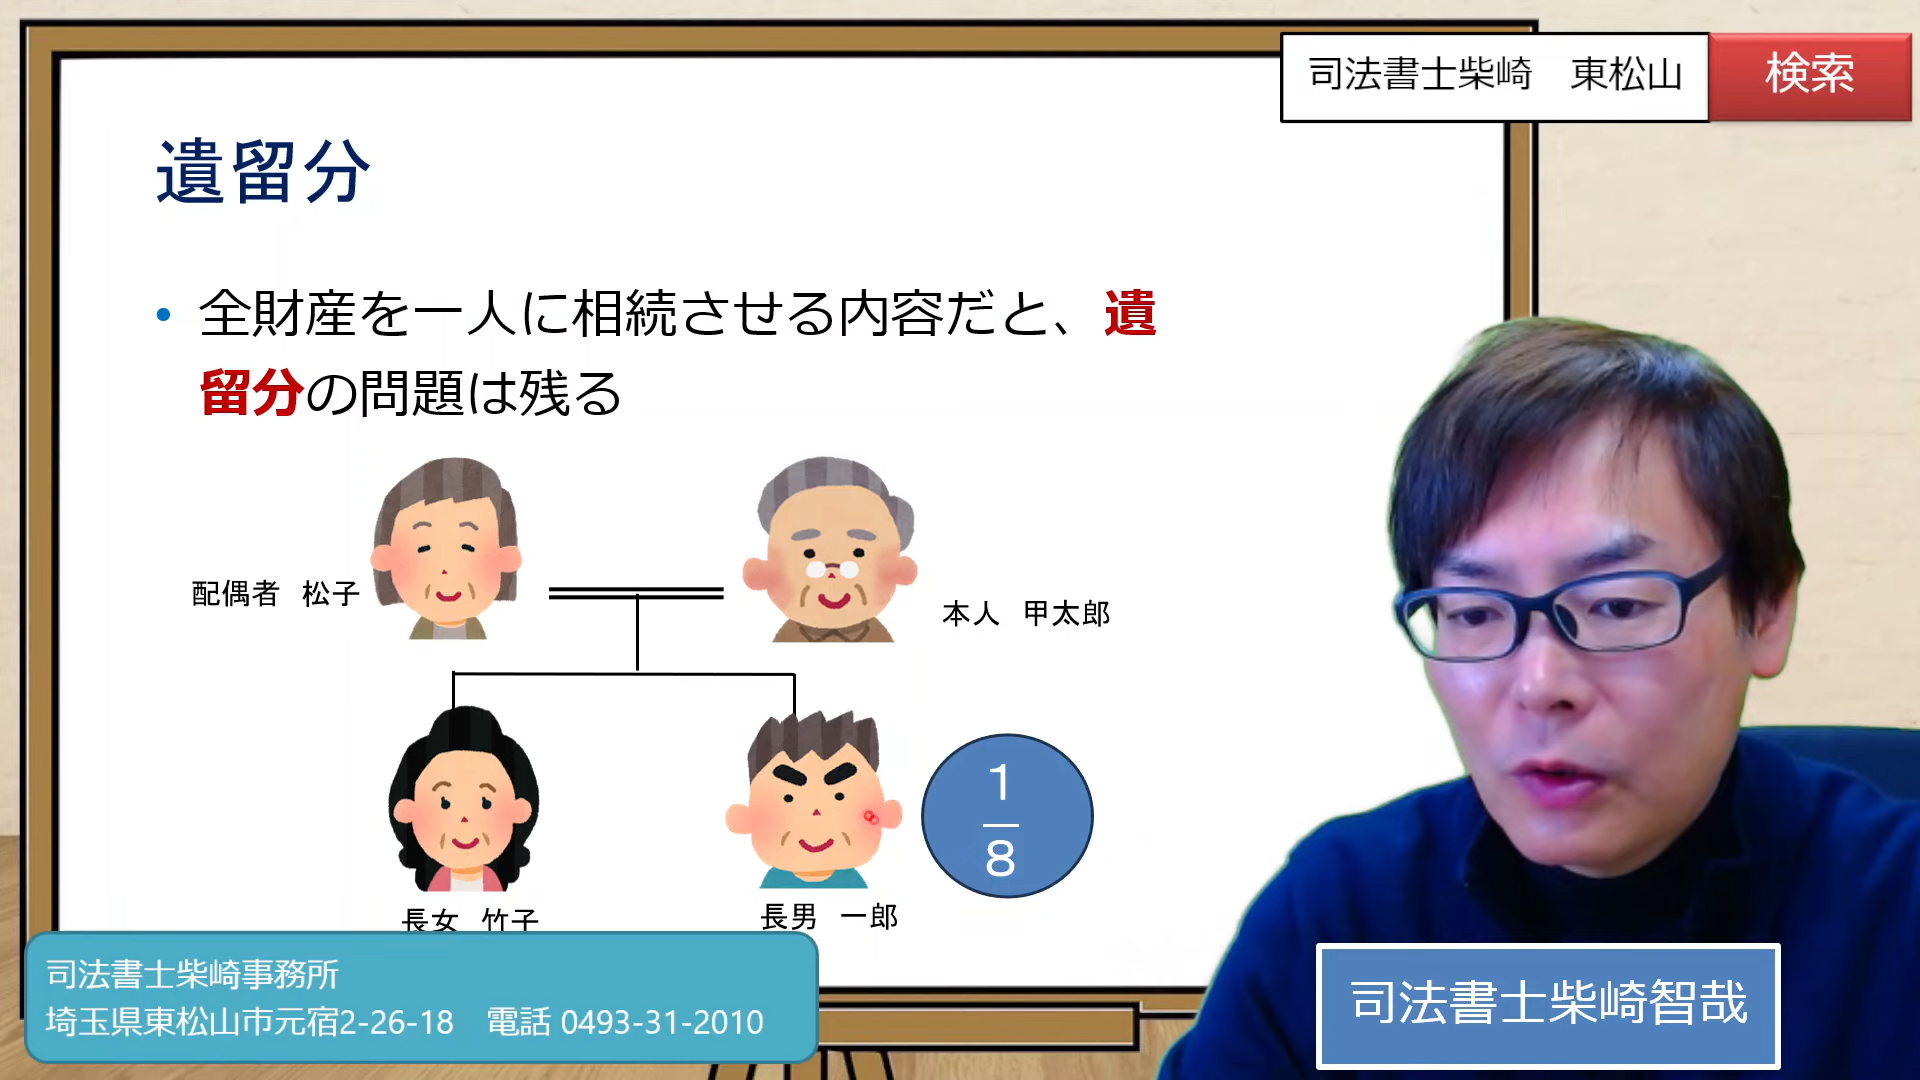 司法書士柴崎　東松山
検索
遺留分
• 全財産を一人に相続させる内容だと、遺
留分の問題は残る
配偶者　松子
本人　甲太郎
1
8
長女　竹子
長男　一郎
司法書士柴崎事務所
埼玉県東松山市元宿2-26-18　電話 0493-31-2010
司法書士柴崎智哉